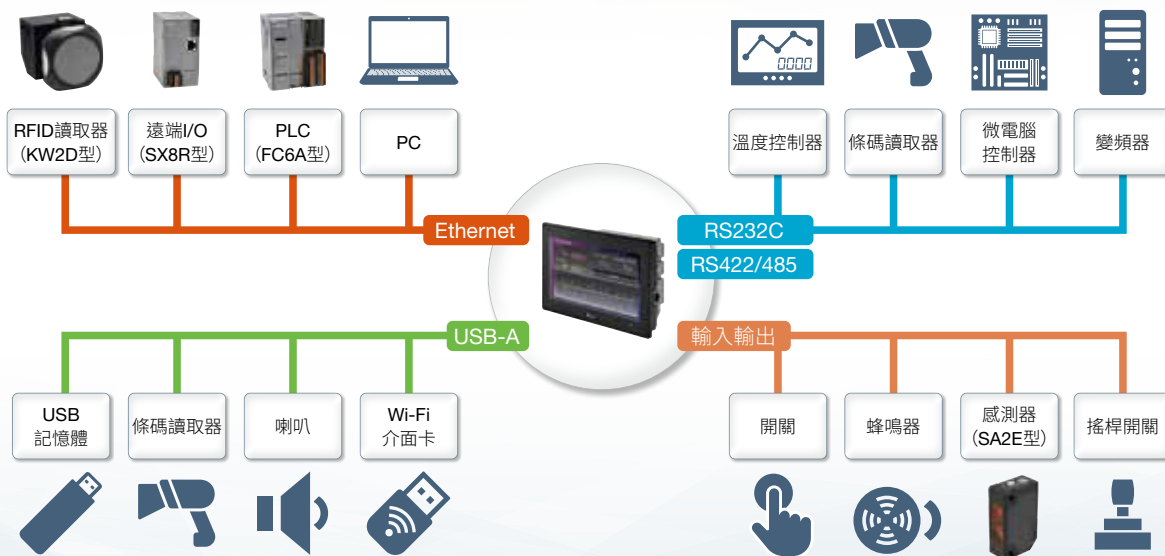 RFID讀取器
(KW2D型)
遠端I/O
(SX8R型)
PLC
(FC6A型)
PC
溫度控制器
條碼讀取器
微電腦
控制器
變頻器
0000
Ethernet
RS232C
RS422/485
USB-A
輸入輸出
USB
記憶體
條碼讀取器
喇叭
Wi-Fi
介面卡
開關
蜂鳴器
感測器
(SA2E型)
搖桿開關